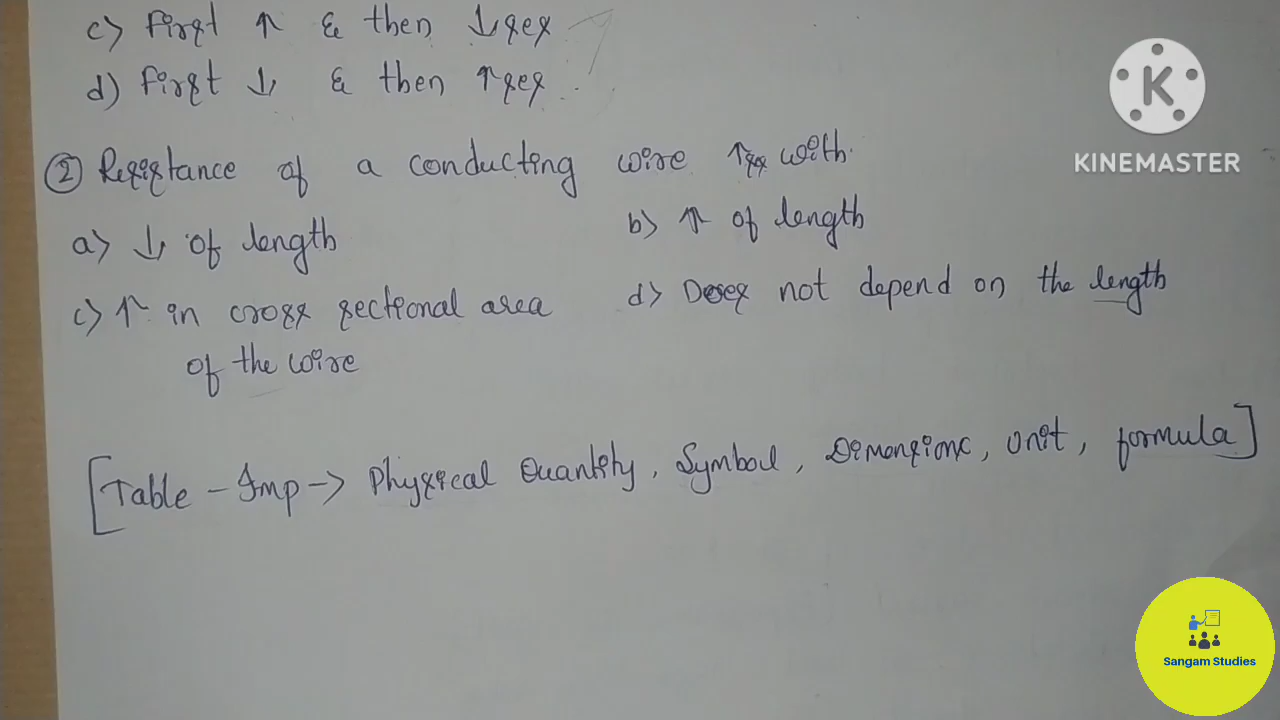 c) First ↑ & then ↓ses
d) First ↓ & then ↑ses
② Resistance of a conducting wire ↑ses with
a) ↓ of length
b) ↑ of length
c) ↑ in cross sectional area of the wire
d) Does not depend on the length
[Table - Imp → Physical Quantity, Symbol, Dimensions, Unit, formula]
K
KINEMASTER
Sangam Studies